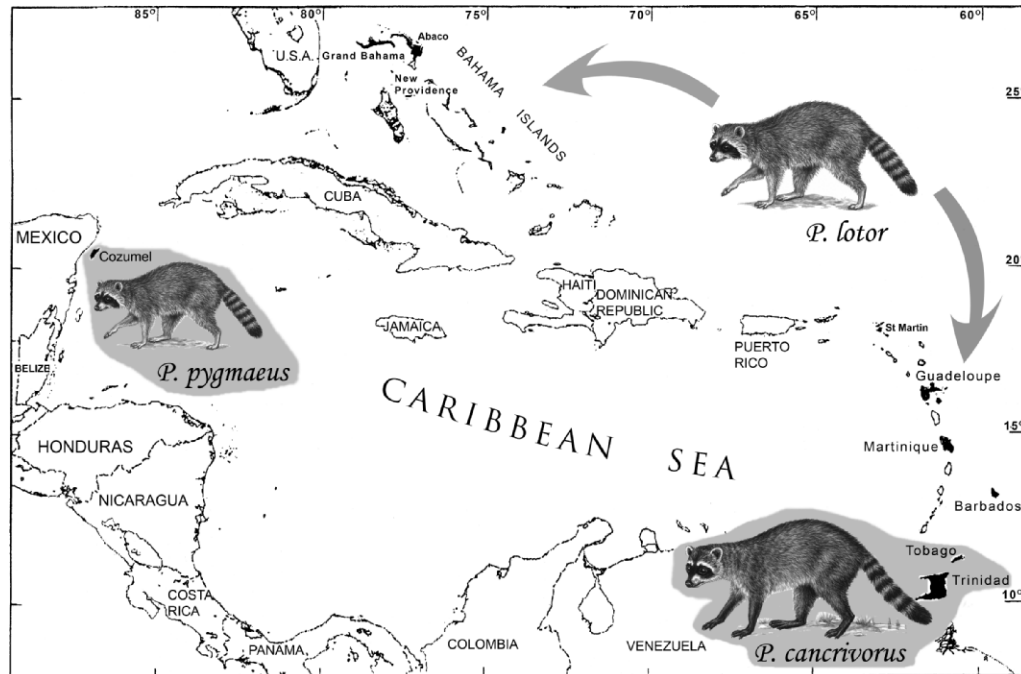 85°
80°
75°
70°
65°
60°
U.S.A.
Abaco
Grand Bahama
BAHAMA
ISLANDS
New
Providence
25°
P. lotor
CUBA
MEXICO
Cozumel
20°
HAITI
DOMINICAN
REPUBLIC
JAMAICA
PUERTO
RICO
St Martin
BELIZE
P. pygmaeus
Guadeloupe
CARIBBEAN SEA
15°
HONDURAS
Martinique
NICARAGUA
Barbados
Tobago
Trinidad
10°
COSTA
RICA
PANAMA
COLOMBIA
VENEZUELA
P. cancrivorus